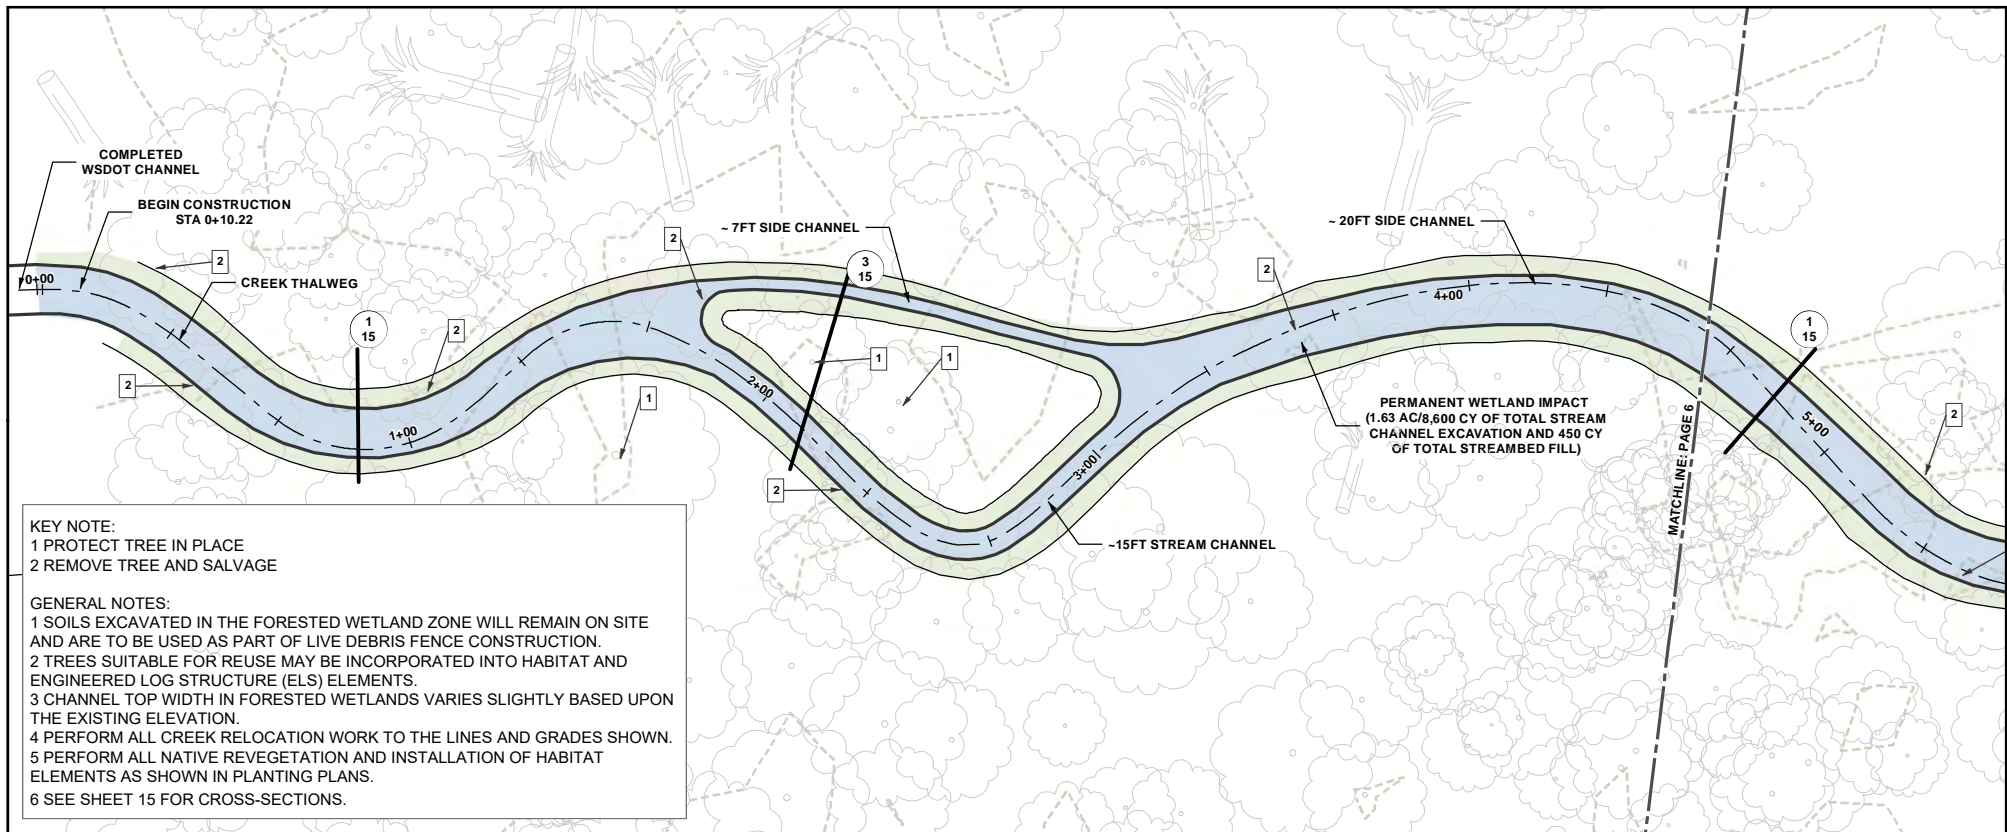 COMPLETED
WSDOT CHANNEL
BEGIN CONSTRUCTION
STA 0+10.22
2
0+00
CREEK THALWEG
1
15
2
2
1+00
2
~ 7FT SIDE CHANNEL
3
15
1
1
2+00
1
2
3+00
~15FT STREAM CHANNEL
~ 20FT SIDE CHANNEL
2
4+00
PERMANENT WETLAND IMPACT
(1.63 AC/8,600 CY OF TOTAL STREAM
CHANNEL EXCAVATION AND 450 CY
OF TOTAL STREAMBED FILL)
MATCHLINE: PAGE 6
1
15
5+00
2
KEY NOTE:
1 PROTECT TREE IN PLACE
2 REMOVE TREE AND SALVAGE
GENERAL NOTES:
1 SOILS EXCAVATED IN THE FORESTED WETLAND ZONE WILL REMAIN ON SITE
AND ARE TO BE USED AS PART OF LIVE DEBRIS FENCE CONSTRUCTION.
2 TREES SUITABLE FOR REUSE MAY BE INCORPORATED INTO HABITAT AND
ENGINEERED LOG STRUCTURE (ELS) ELEMENTS.
3 CHANNEL TOP WIDTH IN FORESTED WETLANDS VARIES SLIGHTLY BASED UPON
THE EXISTING ELEVATION.
4 PERFORM ALL CREEK RELOCATION WORK TO THE LINES AND GRADES SHOWN.
5 PERFORM ALL NATIVE REVEGETATION AND INSTALLATION OF HABITAT
ELEMENTS AS SHOWN IN PLANTING PLANS.
6 SEE SHEET 15 FOR CROSS-SECTIONS.